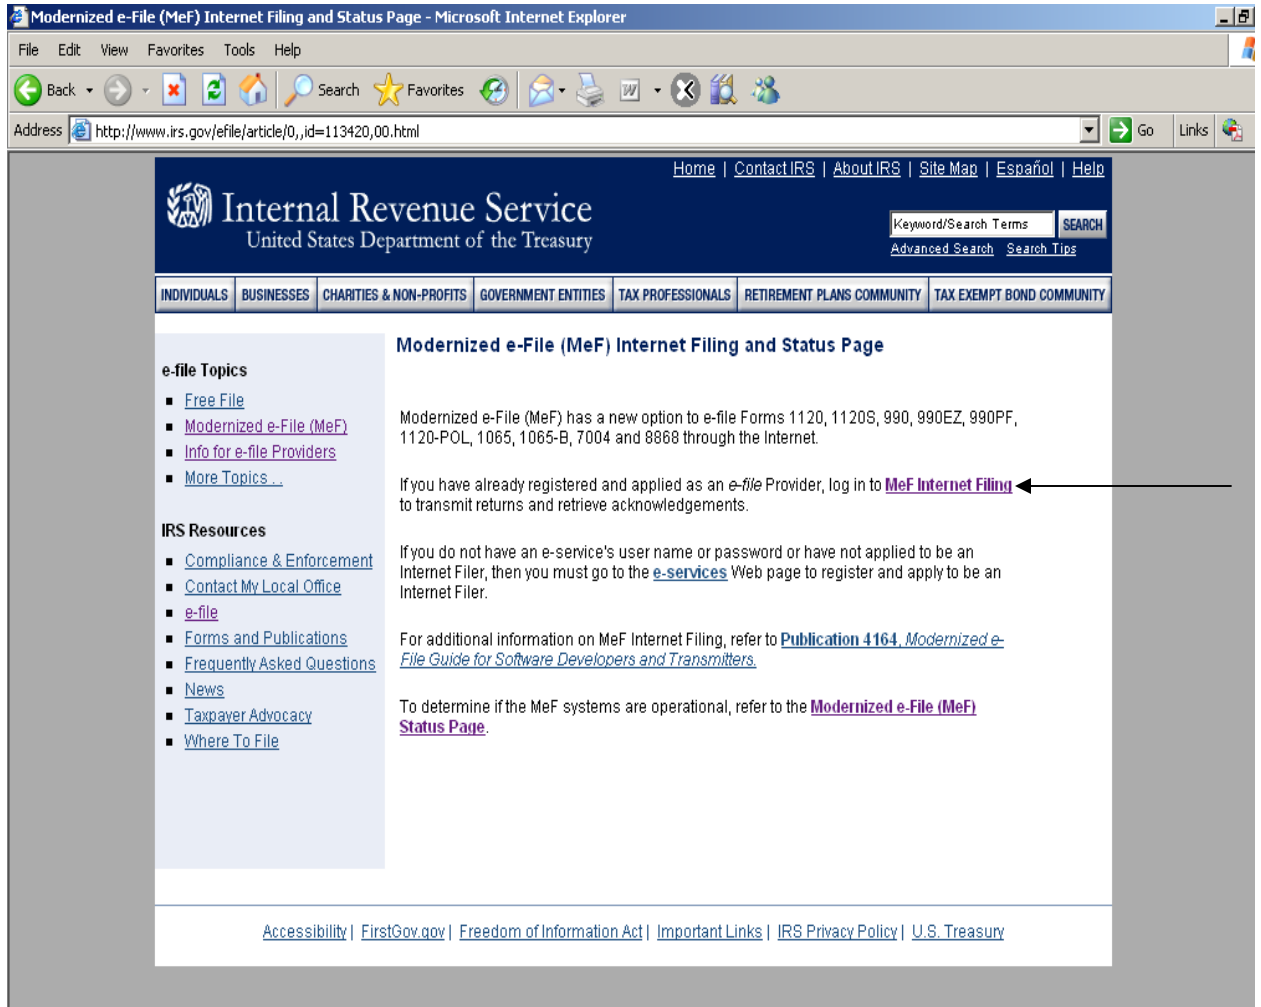 Modernized e-File (MeF) Internet Filing and Status Page - Microsoft Internet Explorer
File Edit View Favorites Tools Help
Back Search Favorites
Address http://www.irs.gov/efile/article/0,,id=113420,00.html Go Links
Home | Contact IRS | About IRS | Site Map | Español | Help
Internal Revenue Service
United States Department of the Treasury
Keyword/Search Terms SEARCH
Advanced Search Search Tips
INDIVIDUALS BUSINESSES CHARITIES & NON-PROFITS GOVERNMENT ENTITIES TAX PROFESSIONALS RETIREMENT PLANS COMMUNITY TAX EXEMPT BOND COMMUNITY
e-file Topics
Free File
Modernized e-File (MeF)
Info for e-file Providers
More Topics . .
IRS Resources
Compliance & Enforcement
Contact My Local Office
e-file
Forms and Publications
Frequently Asked Questions
News
Taxpayer Advocacy
Where To File
Modernized e-File (MeF) Internet Filing and Status Page
Modernized e-File (MeF) has a new option to e-file Forms 1120, 1120S, 990, 990EZ, 990PF,
1120-POL, 1065, 1065-B, 7004 and 8868 through the Internet.
If you have already registered and applied as an e-file Provider, log in to MeF Internet Filing
to transmit returns and retrieve acknowledgements.
If you do not have an e-service's user name or password or have not applied to be an
Internet Filer, then you must go to the e-services Web page to register and apply to be an
Internet Filer.
For additional information on MeF Internet Filing, refer to Publication 4164, Modernized e-
File Guide for Software Developers and Transmitters.
To determine if the MeF systems are operational, refer to the Modernized e-File (MeF)
Status Page.
Accessibility | FirstGov.gov | Freedom of Information Act | Important Links | IRS Privacy Policy | U.S. Treasury